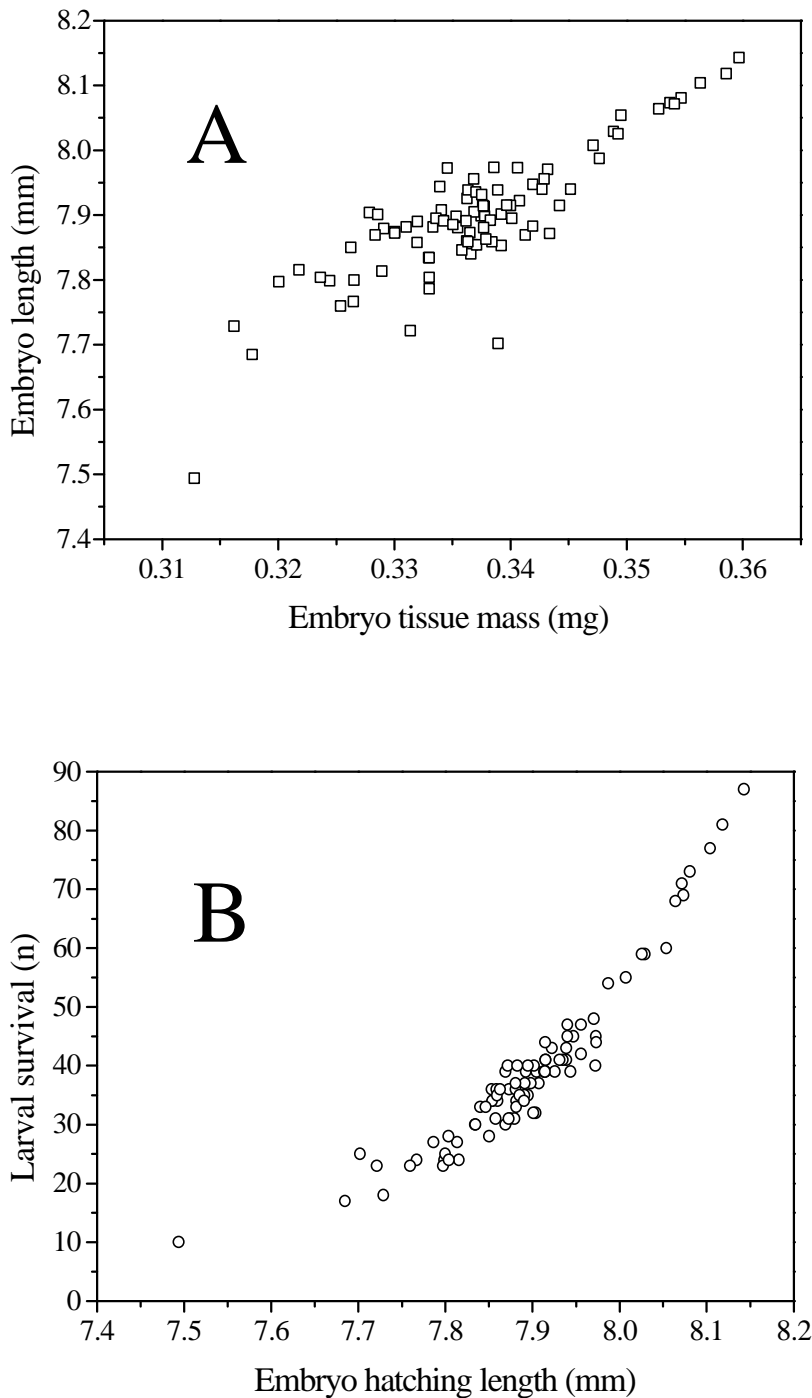 A
Embryo length (mm)
8.2
8.1
8.0
7.9
7.8
7.7
7.6
7.5
7.4
0.31 0.32 0.33 0.34 0.35 0.36
Embryo tissue mass (mg)
B
Larval survival (n)
90
80
70
60
50
40
30
20
10
0
7.4 7.5 7.6 7.7 7.8 7.9 8.0 8.1 8.2
Embryo hatching length (mm)